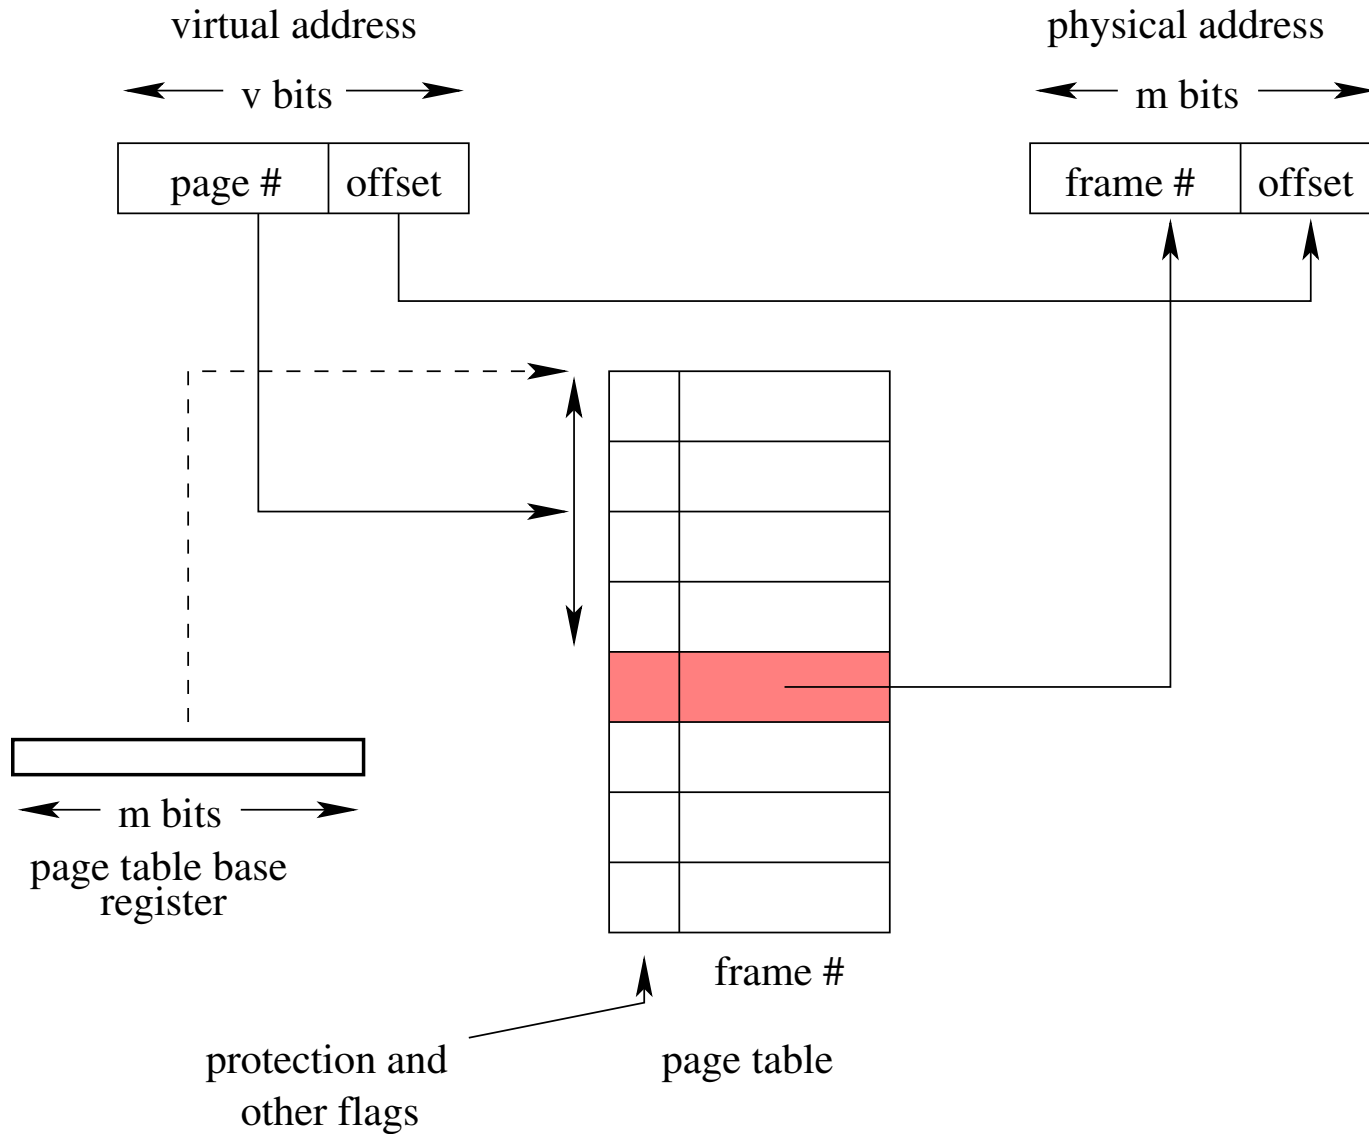 virtual address
physical address
v bits
m bits
page #
offset
frame #
offset
m bits
page table base
register
frame #
protection and
other flags
page table